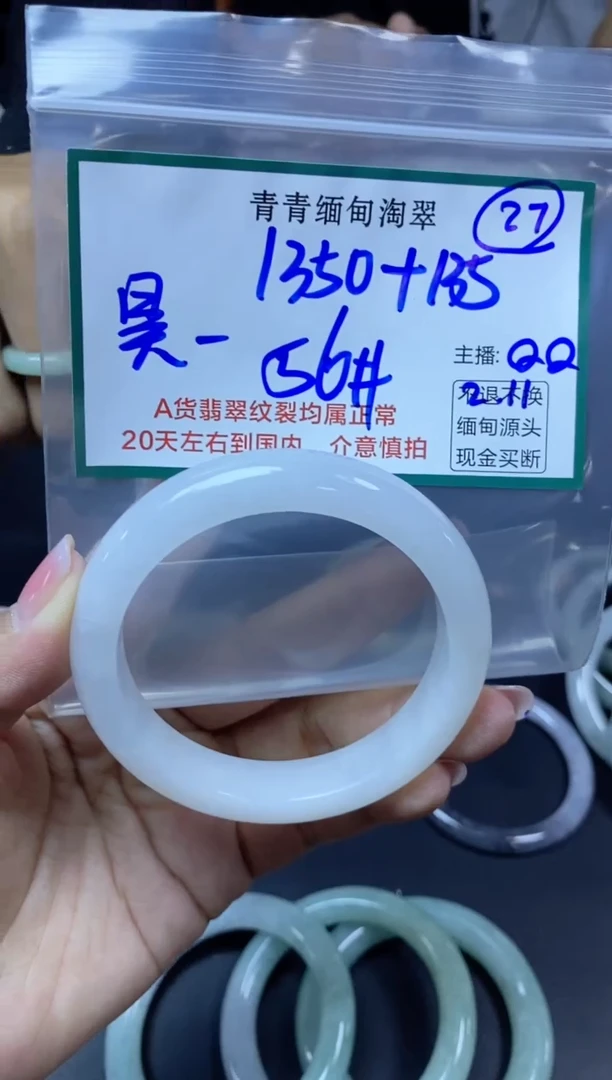 青青缅甸淘翠
27
1350+135
昊一
56#
主播: QQ
2.11
不退不换
缅甸源头
现金买断
A货翡翠纹裂均属正常
20天左右到国内 介意慎拍